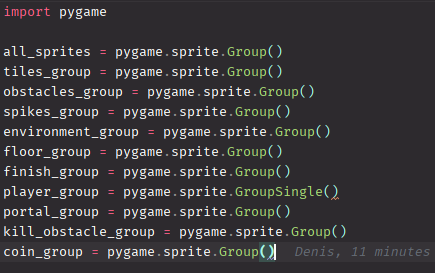 import pygame
all_sprites = pygame.sprite.Group()
tiles_group = pygame.sprite.Group()
obstacles_group = pygame.sprite.Group()
spikes_group = pygame.sprite.Group()
environment_group = pygame.sprite.Group()
floor_group = pygame.sprite.Group()
finish_group = pygame.sprite.Group()
player_group = pygame.sprite.GroupSingle()
portal_group = pygame.sprite.Group()
kill_obstacle_group = pygame.sprite.Group()
coin_group = pygame.sprite.Group() Denis, 11 minutes